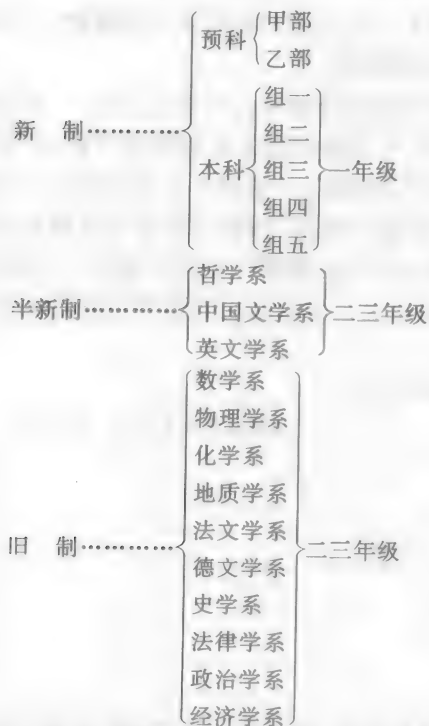 预科 甲部
乙部
组一
新 制………… 组二
本科 组三 一年级
组四
组五
哲学系
半新制………… 中国文学系 二三年级
英文学系
数学系
物理学系
化学系
地质学系
旧 制………… 法文学系 二三年级
德文学系
史学系
法律学系
政治学系
经济学系